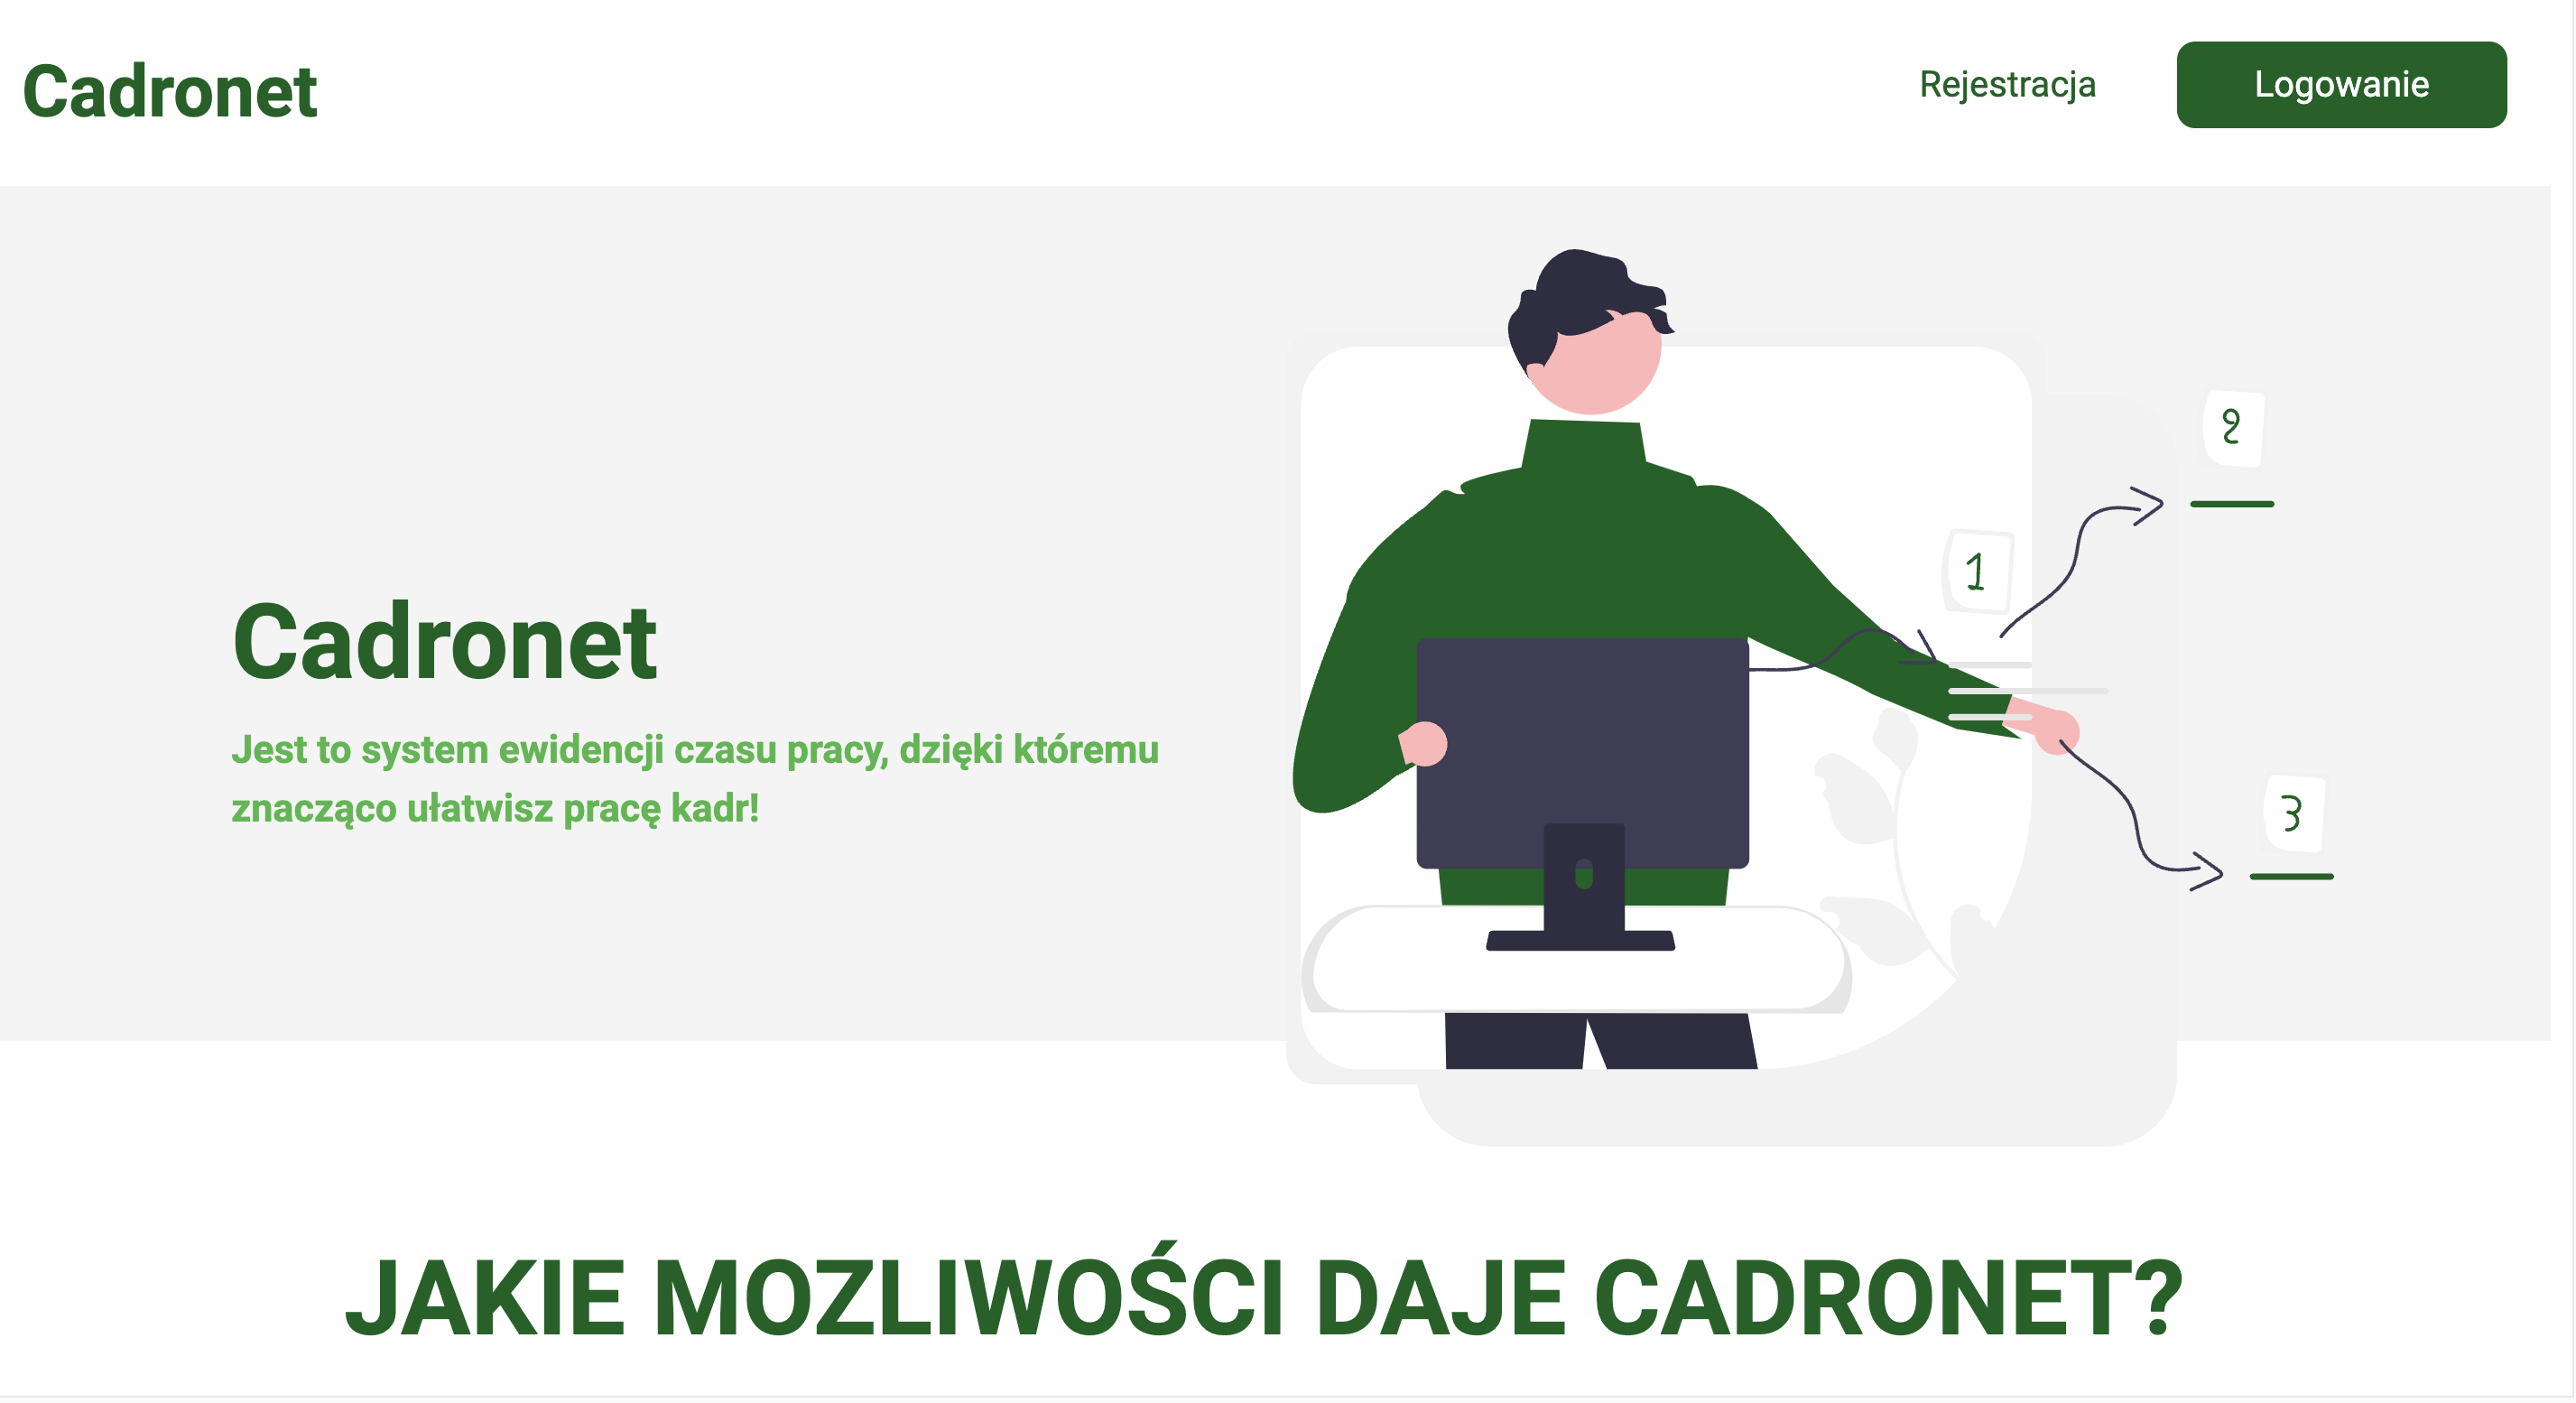 Cadronet
Rejestracja
Logowanie
2
1
Cadronet
Jest to system ewidencji czasu pracy, dzięki któremu
znacząco ułatwisz pracę kadr!
3
JAKIE MOZLIWOŚCI DAJE CADRONET?